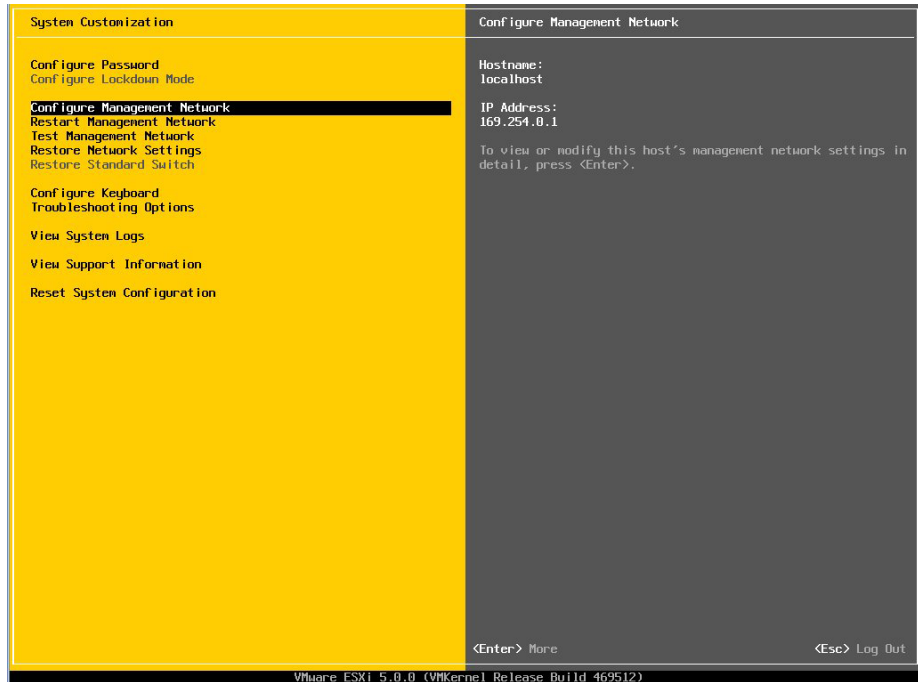 System Customization
Configure Password
Configure Lockdown Mode
Configure Management Network
Restart Management Network
Test Management Network
Restore Network Settings
Restore Standard Switch
Configure Keyboard
Troubleshooting Options
View System Logs
View Support Information
Reset System Configuration
Configure Management Network
Hostname:
localhost
IP Address:
169.254.0.1
To view or modify this host's management network settings in
detail, press <Enter>.
<Enter> More
<Esc> Log Out
VMware ESXi 5.0.0 (VMKernel Release Build 469512)